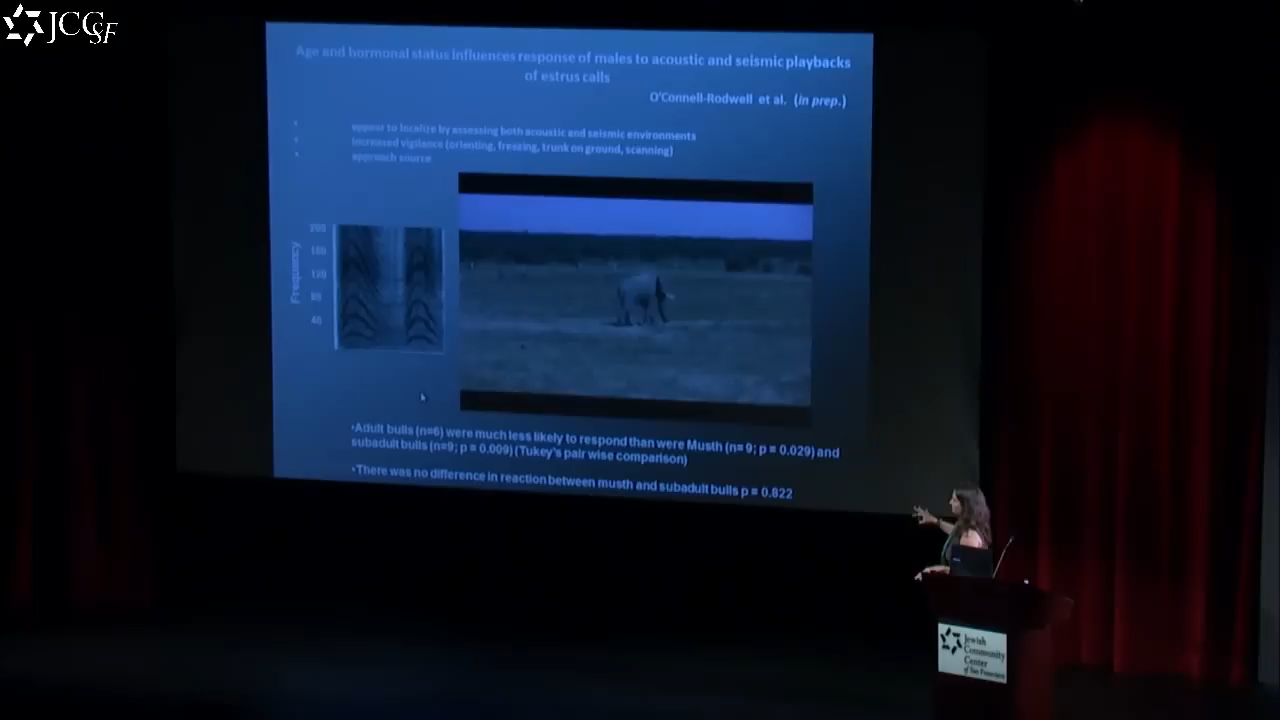 JCCSF
Age and hormonal status influences response of males to acoustic and seismic playbacks
of estrus calls
O'Connell-Rodwell et al. (in prep.)
• appear to localize by assessing both acoustic and seismic environments
• increased vigilance (orienting, freezing, trunk on ground, scanning)
• approach source
Frequency
200
160
120
80
40
•Adult bulls (n=6) were much less likely to respond than were Musth (n= 9; p = 0.029) and
subadult bulls (n=9; p = 0.009) (Tukey's pair wise comparison)
•There was no difference in reaction between musth and subadult bulls p = 0.822
Jewish
Community
Center
of San Francisco